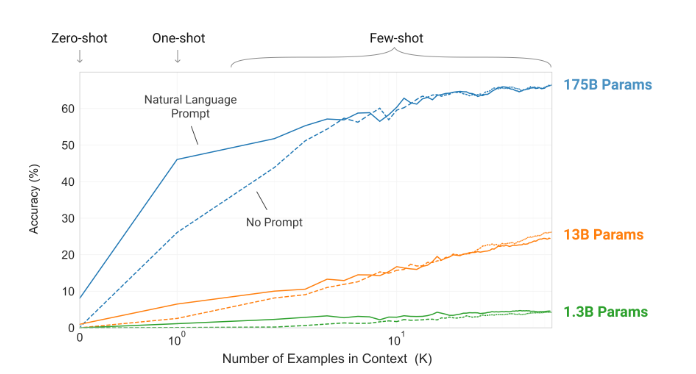 Zero-shot
One-shot
Few-shot
175B Params
Natural Language
Prompt
No Prompt
13B Params
1.3B Params
Accuracy (%)
60
50
40
30
20
10
0
0
10⁰
10¹
Number of Examples in Context (K)